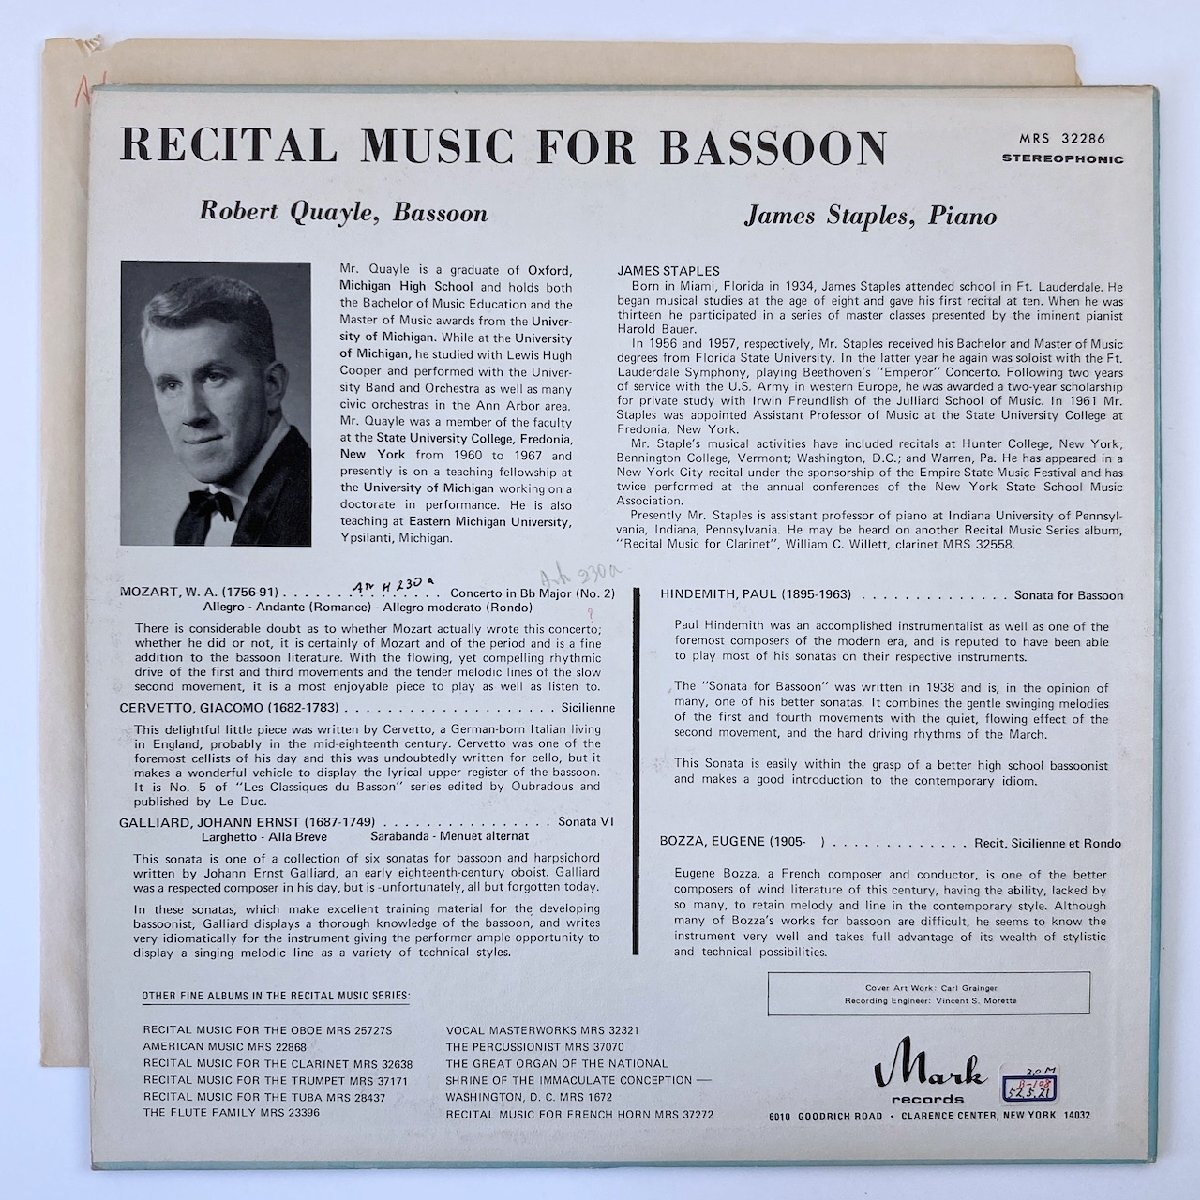 RECITAL MUSIC FOR BASSOON
MRS 32286
STEREOPHONIC
Robert Quayle, Bassoon
James Staples, Piano
Mr. Quayle is a graduate of Oxford,
Michigan High School and holds both
the Bachelor of Music Education and the
Master of Music awards from the Univer-
sity of Michigan. While at the University
of Michigan, he studied with Lewis Hugh
Cooper and performed with the Univer-
sity Band and Orchestra as well as many
civic orchestras in the Ann Arbor area.
Mr. Quayle was a member of the faculty
at the State University College, Fredonia,
New York from 1960 to 1967 and
presently is on a teaching fellowship at
the University of Michigan working on a
doctorate in performance. He is also
teaching at Eastern Michigan University,
Ypsilanti, Michigan.
JAMES STAPLES
Born in Miami, Florida in 1934, James Staples attended school in Ft. Lauderdale. He
began musical studies at the age of eight and gave his first recital at ten. When he was
thirteen he participated in a series of master classes presented by the iminent pianist
Harold Bauer.
In 1956 and 1957, respectively, Mr. Staples received his Bachelor and Master of Music
degrees from Florida State University. In the latter year he again was soloist with the Ft.
Lauderdale Symphony, playing Beethoven's "Emperor" Concerto. Following two years
of service with the U.S. Army in western Europe, he was awarded a two-year scholarship
for private study with Irwin Freundlish of the Julliard School of Music. In 1961 Mr.
Staples was appointed Assistant Professor of Music at the State University College at
Fredonia, New York.
Mr. Staple's musical activities have included recitals at Hunter College, New York,
Bennington College, Vermont; Washington, D.C.; and Warren, Pa. He has appeared in a
New York City recital under the sponsorship of the Empire State Music Festival and has
twice performed at the annual conferences of the New York State School Music
Association.
Presently Mr. Staples is assistant professor of piano at Indiana University of Pennsyl-
vania, Indiana, Pennsylvania. He may be heard on another Recital Music Series album,
"Recital Music for Clarinet", William C. Willett, clarinet MRS 32558.
Anh 230a
An H 230a
MOZART, W. A. (1756-91) . . . . . . . . . . . . . . . Concerto in Bb Major (No. 2)
Allegro - Andante (Romance) - Allegro moderato (Rondo)
?
There is considerable doubt as to whether Mozart actually wrote this concerto;
whether he did or not, it is certainly of Mozart and of the period and is a fine
addition to the bassoon literature. With the flowing, yet compelling rhythmic
drive of the first and third movements and the tender melodic lines of the slow
second movement, it is a most enjoyable piece to play as well as listen to.
CERVETTO, GIACOMO (1682-1783) . . . . . . . . . . . . . . . . . . . Sicilienne
This delightful little piece was written by Cervetto, a German-born Italian living
in England, probably in the mid-eighteenth century. Cervetto was one of the
foremost cellists of his day and this was undoubtedly written for cello, but it
makes a wonderful vehicle to display the lyrical upper register of the bassoon.
It is No. 5 of "Les Classiques du Basson" series edited by Oubradous and
published by Le Duc.
GALLIARD, JOHANN ERNST (1687-1749) . . . . . . . . . . . . . . . Sonata VI
Larghetto - Alla Breve Sarabanda - Menuet alternat
This sonata is one of a collection of six sonatas for bassoon and harpsichord
written by Johann Ernst Galliard, an early eighteenth-century oboist. Galliard
was a respected composer in his day, but is -unfortunately, all but forgotten today.
In these sonatas, which make excellent training material for the developing
bassoonist, Galliard displays a thorough knowledge of the bassoon, and writes
very idiomatically for the instrument giving the performer ample opportunity to
display a singing melodic line as a variety of technical styles.
HINDEMITH, PAUL (1895-1963) . . . . . . . . . . . . . Sonata for Bassoon
Paul Hindemith was an accomplished instrumentalist as well as one of the
foremost composers of the modern era, and is reputed to have been able
to play most of his sonatas on their respective instruments.
The "Sonata for Bassoon" was written in 1938 and is, in the opinion of
many, one of his better sonatas. It combines the gentle swinging melodies
of the first and fourth movements with the quiet, flowing effect of the
second movement, and the hard driving rhythms of the March.
This Sonata is easily within the grasp of a better high school bassoonist
and makes a good introduction to the contemporary idiom.
BOZZA, EUGENE (1905- ) . . . . . . . . . . . . . Recit, Sicilienne et Rondo
Eugene Bozza, a French composer and conductor, is one of the better
composers of wind literature of this century, having the ability, lacked by
so many, to retain melody and line in the contemporary style. Although
many of Bozza's works for bassoon are difficult, he seems to know the
instrument very well and takes full advantage of its wealth of stylistic
and technical possibilities.
Cover Art Work: Carl Grainger
Recording Engineer: Vincent S. Moretta
OTHER FINE ALBUMS IN THE RECITAL MUSIC SERIES:
RECITAL MUSIC FOR THE OBOE MRS 25727S
AMERICAN MUSIC MRS 22868
RECITAL MUSIC FOR THE CLARINET MRS 32638
RECITAL MUSIC FOR THE TRUMPET MRS 37171
RECITAL MUSIC FOR THE TUBA MRS 28437
THE FLUTE FAMILY MRS 23396
VOCAL MASTERWORKS MRS 32321
THE PERCUSSIONIST MRS 37070
THE GREAT ORGAN OF THE NATIONAL
SHRINE OF THE IMMACULATE CONCEPTION —
WASHINGTON, D. C. MRS 1672
RECITAL MUSIC FOR FRENCH HORN MRS 37272
Mark
records
52.5.21
6010 GOODRICH ROAD • CLARENCE CENTER, NEW YORK 14032